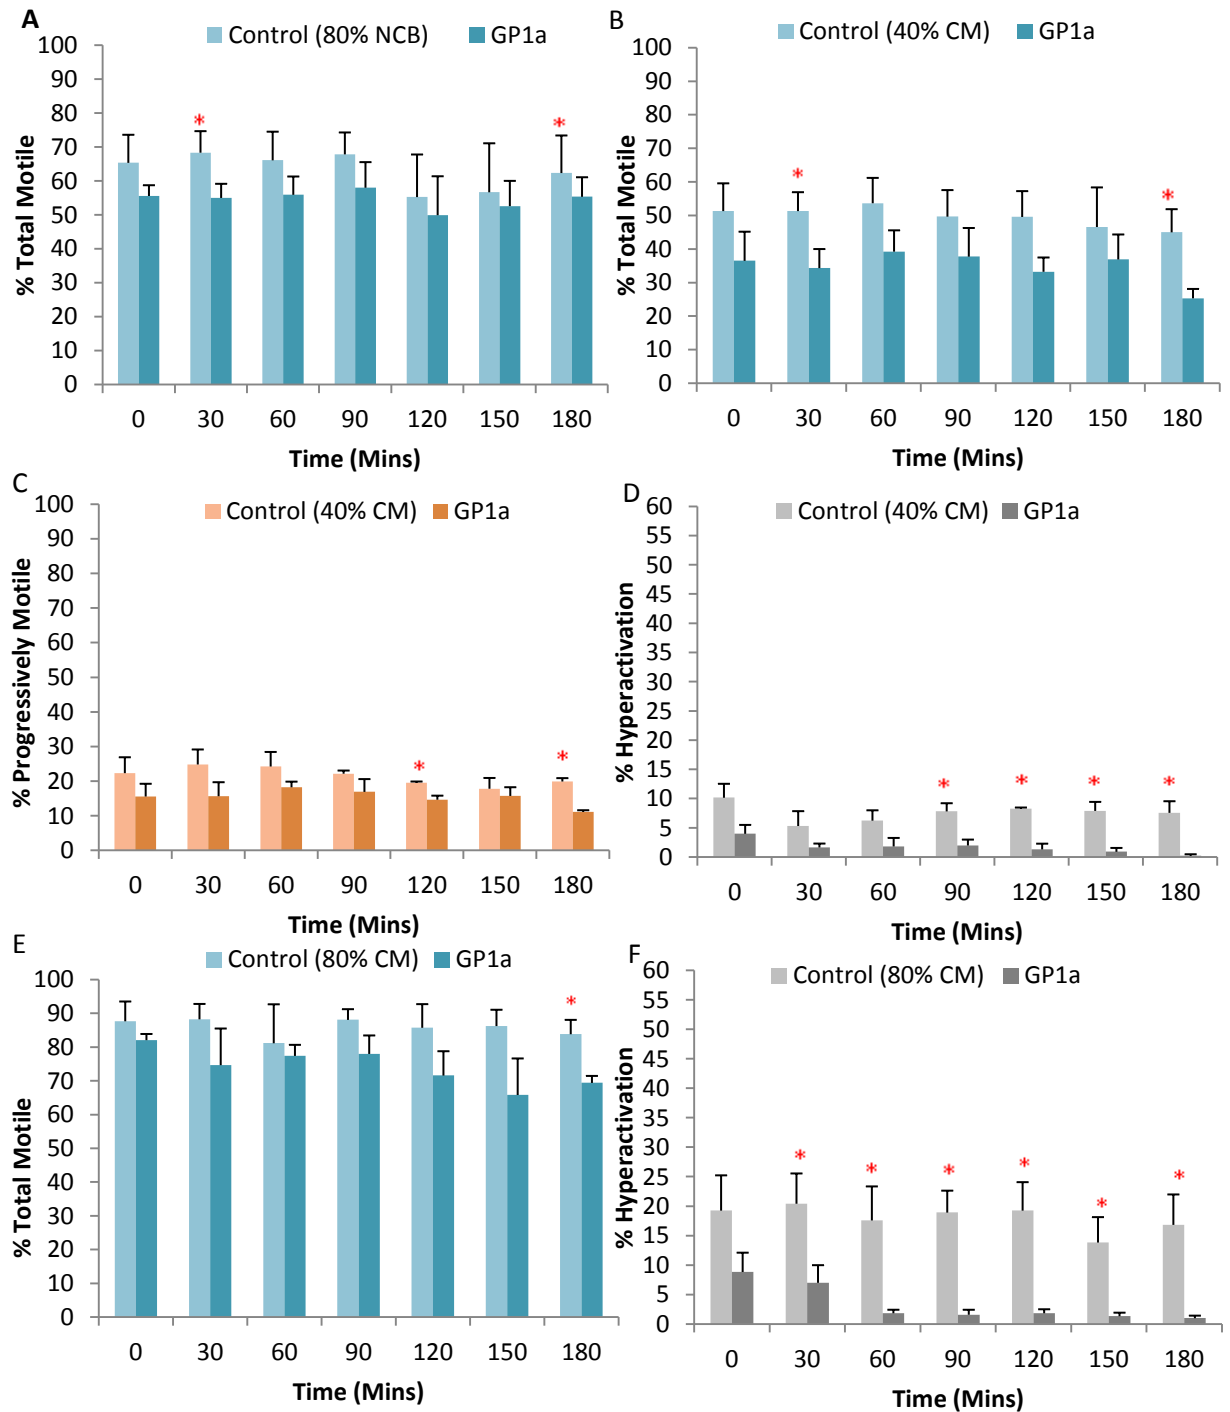 A
Control (80% NCB) GP1a
% Total Motile
100
90
80
70
60
50
40
30
20
10
0
* *
0 30 60 90 120 150 180
Time (Mins)
B
Control (40% CM) GP1a
% Total Motile
100
90
80
70
60
50
40
30
20
10
0
* *
0 30 60 90 120 150 180
Time (Mins)
C
Control (40% CM) GP1a
% Progressively Motile
100
90
80
70
60
50
40
30
20
10
0
* *
0 30 60 90 120 150 180
Time (Mins)
D
Control (40% CM) GP1a
% Hyperactivation
60
55
50
45
40
35
30
25
20
15
10
5
0
* * * *
0 30 60 90 120 150 180
Time (Mins)
E
Control (80% CM) GP1a
% Total Motile
100
90
80
70
60
50
40
30
20
10
0
*
0 30 60 90 120 150 180
Time (Mins)
F
Control (80% CM) GP1a
% Hyperactivation
60
55
50
45
40
35
30
25
20
15
10
5
0
* * * * * *
0 30 60 90 120 150 180
Time (Mins)